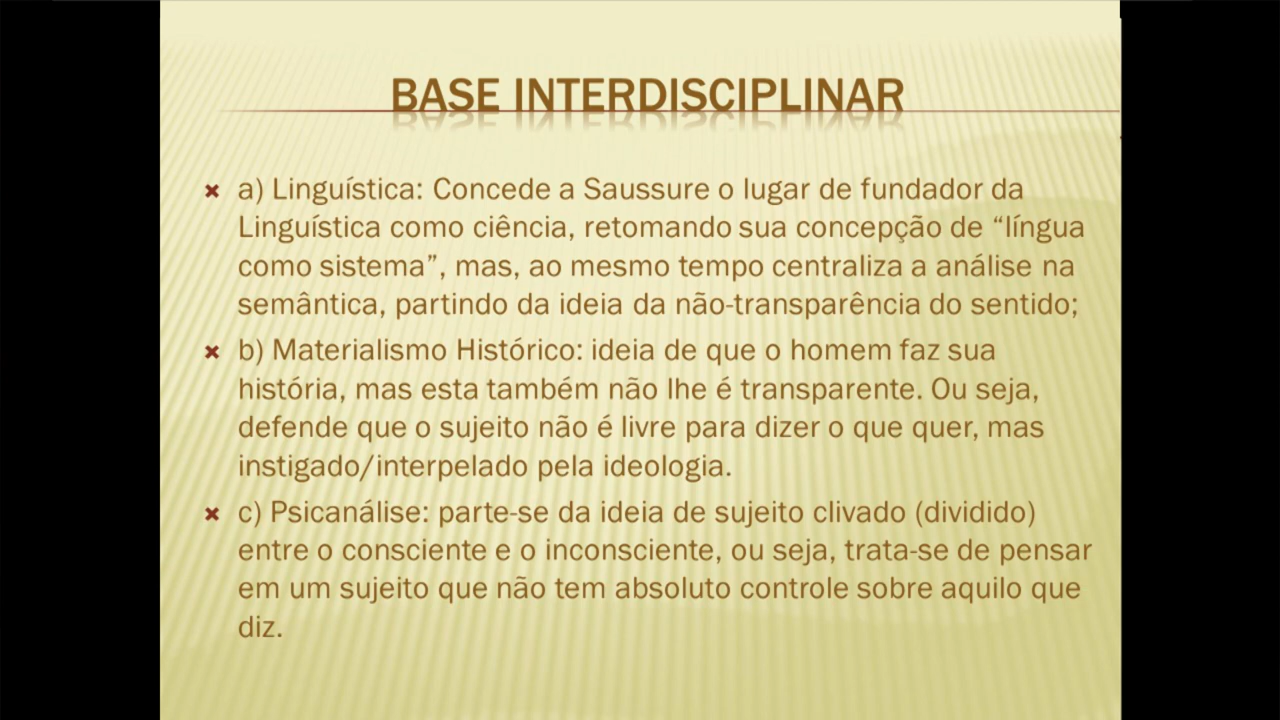 BASE INTERDISCIPLINAR
a) Linguística: Concede a Saussure o lugar de fundador da
Linguística como ciência, retomando sua concepção de “língua
como sistema”, mas, ao mesmo tempo centraliza a análise na
semântica, partindo da ideia da não-transparência do sentido;
b) Materialismo Histórico: ideia de que o homem faz sua
história, mas esta também não lhe é transparente. Ou seja,
defende que o sujeito não é livre para dizer o que quer, mas
instigado/interpelado pela ideologia.
c) Psicanálise: parte-se da ideia de sujeito clivado (dividido)
entre o consciente e o inconsciente, ou seja, trata-se de pensar
em um sujeito que não tem absoluto controle sobre aquilo que
diz.